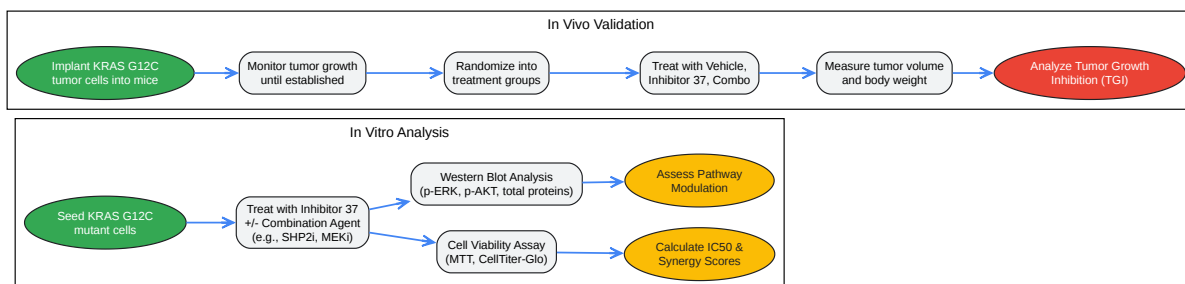 In Vivo Validation
Implant KRAS G12C
tumor cells into mice
Monitor tumor growth
until established
Randomize into
treatment groups
Treat with Vehicle,
Inhibitor 37, Combo
Measure tumor volume
and body weight
Analyze Tumor Growth
Inhibition (TGI)
In Vitro Analysis
Seed KRAS G12C
mutant cells
Treat with Inhibitor 37
+/- Combination Agent
(e.g., SHP2i, MEKi)
Western Blot Analysis
(p-ERK, p-AKT, total proteins)
Assess Pathway
Modulation
Cell Viability Assay
(MTT, CellTiter-Glo)
Calculate IC50 &
Synergy Scores